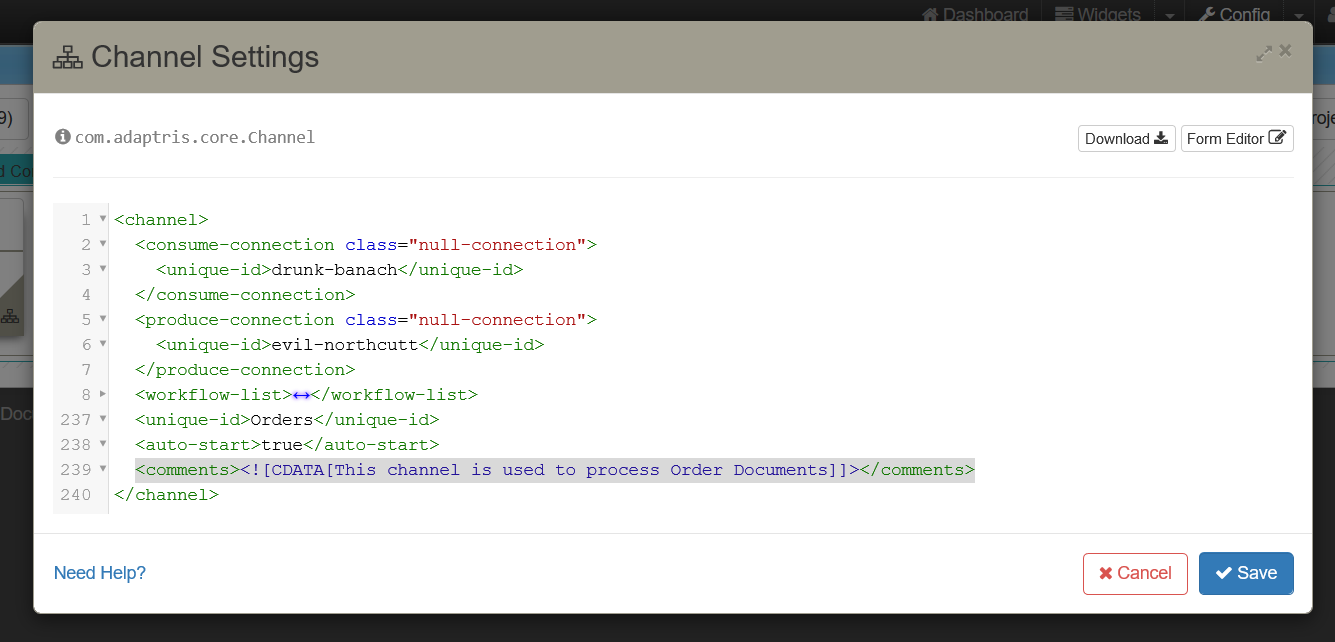 Dashboard Widgets Config
Channel Settings
9)
com.adaptris.core.Channel
Download
Form Editor
1 <channel>
2 <consume-connection class="null-connection">
3 <unique-id>drunk-banach</unique-id>
4 </consume-connection>
5 <produce-connection class="null-connection">
6 <unique-id>evil-northcutt</unique-id>
7 </produce-connection>
8 <workflow-list>↔</workflow-list>
237 <unique-id>Orders</unique-id>
238 <auto-start>true</auto-start>
239 <comments><![CDATA[This channel is used to process Order Documents]]></comments>
240 </channel>
Need Help?
Cancel
Save